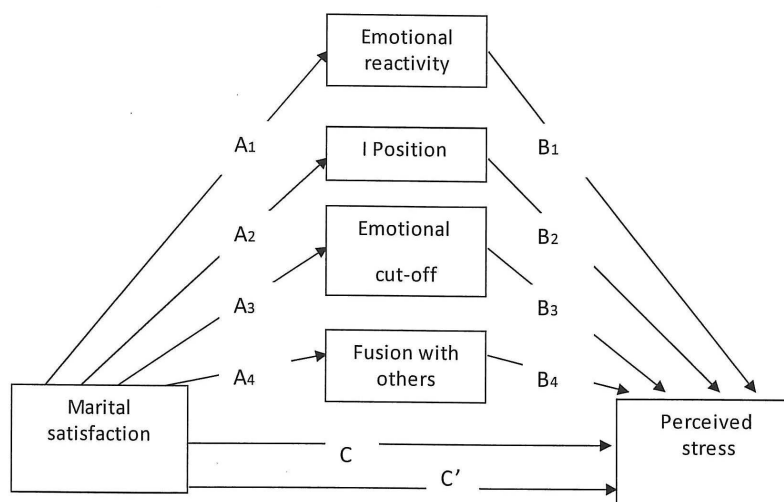 Emotional
reactivity
A1
B1
I Position
A2
B2
Emotional
cut-off
A3
B3
Fusion with
others
A4
B4
Marital
satisfaction
Perceived
stress
C
C'